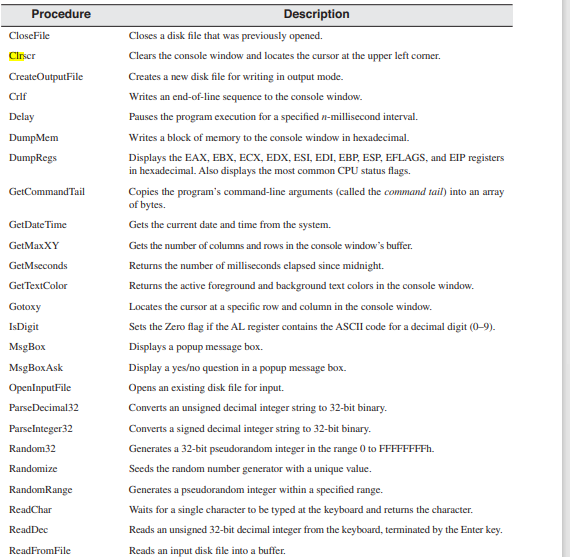 Procedure Description
CloseFile Closes a disk file that was previously opened.
Clrscr Clears the console window and locates the cursor at the upper left corner.
CreateOutputFile Creates a new disk file for writing in output mode.
Crlf Writes an end-of-line sequence to the console window.
Delay Pauses the program execution for a specified n-millisecond interval.
DumpMem Writes a block of memory to the console window in hexadecimal.
DumpRegs Displays the EAX, EBX, ECX, EDX, ESI, EDI, EBP, ESP, EFLAGS, and EIP registers
in hexadecimal. Also displays the most common CPU status flags.
GetCommandTail Copies the program's command-line arguments (called the command tail) into an array
of bytes.
GetDateTime Gets the current date and time from the system.
GetMaxXY Gets the number of columns and rows in the console window's buffer.
GetMseconds Returns the number of milliseconds elapsed since midnight.
GetTextColor Returns the active foreground and background text colors in the console window.
Gotoxy Locates the cursor at a specific row and column in the console window.
IsDigit Sets the Zero flag if the AL register contains the ASCII code for a decimal digit (0–9).
MsgBox Displays a popup message box.
MsgBoxAsk Display a yes/no question in a popup message box.
OpenInputFile Opens an existing disk file for input.
ParseDecimal32 Converts an unsigned decimal integer string to 32-bit binary.
ParseInteger32 Converts a signed decimal integer string to 32-bit binary.
Random32 Generates a 32-bit pseudorandom integer in the range 0 to FFFFFFFFh.
Randomize Seeds the random number generator with a unique value.
RandomRange Generates a pseudorandom integer within a specified range.
ReadChar Waits for a single character to be typed at the keyboard and returns the character.
ReadDec Reads an unsigned 32-bit decimal integer from the keyboard, terminated by the Enter key.
ReadFromFile Reads an input disk file into a buffer.